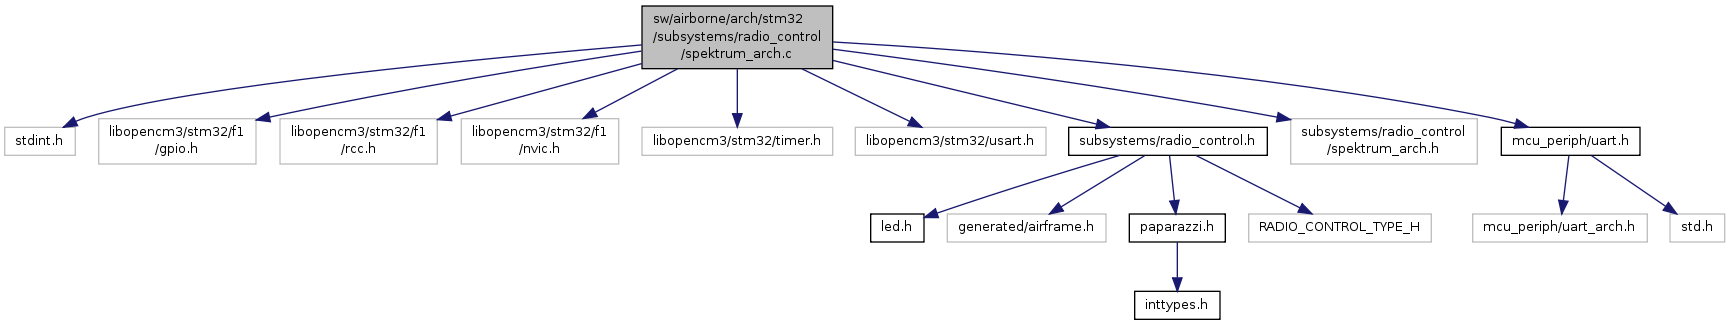 sw/airborne/arch/stm32
/subsystems/radio_control
/spektrum_arch.c
stdint.h
libopencm3/stm32/f1
/gpio.h
libopencm3/stm32/f1
/rcc.h
libopencm3/stm32/f1
/nvic.h
libopencm3/stm32/timer.h
libopencm3/stm32/usart.h
subsystems/radio_control.h
subsystems/radio_control
/spektrum_arch.h
mcu_periph/uart.h
led.h
generated/airframe.h
paparazzi.h
RADIO_CONTROL_TYPE_H
mcu_periph/uart_arch.h
std.h
inttypes.h